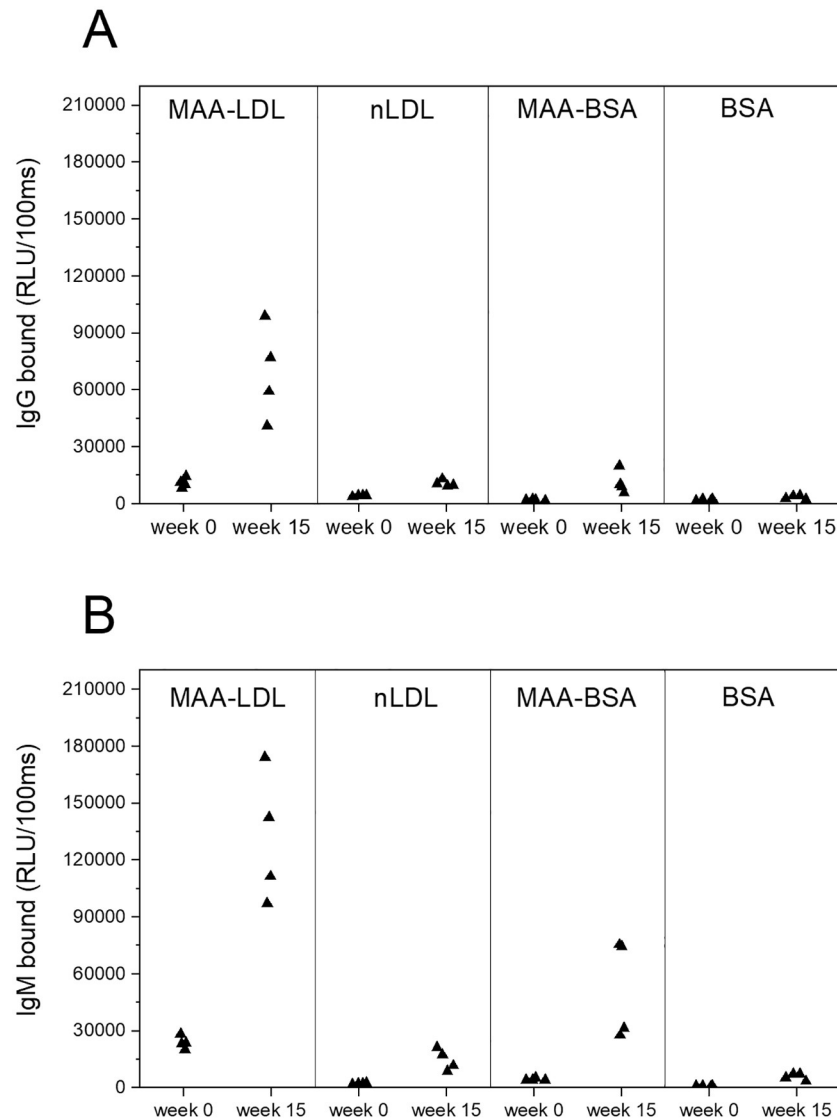 A
MAA-LDL nLDL MAA-BSA BSA
210000
180000
150000
120000
90000
60000
30000
0
IgG bound (RLU/100ms)
week 0 week 15 week 0 week 15 week 0 week 15 week 0 week 15
B
MAA-LDL nLDL MAA-BSA BSA
210000
180000
150000
120000
90000
60000
30000
0
IgM bound (RLU/100ms)
week 0 week 15 week 0 week 15 week 0 week 15 week 0 week 15